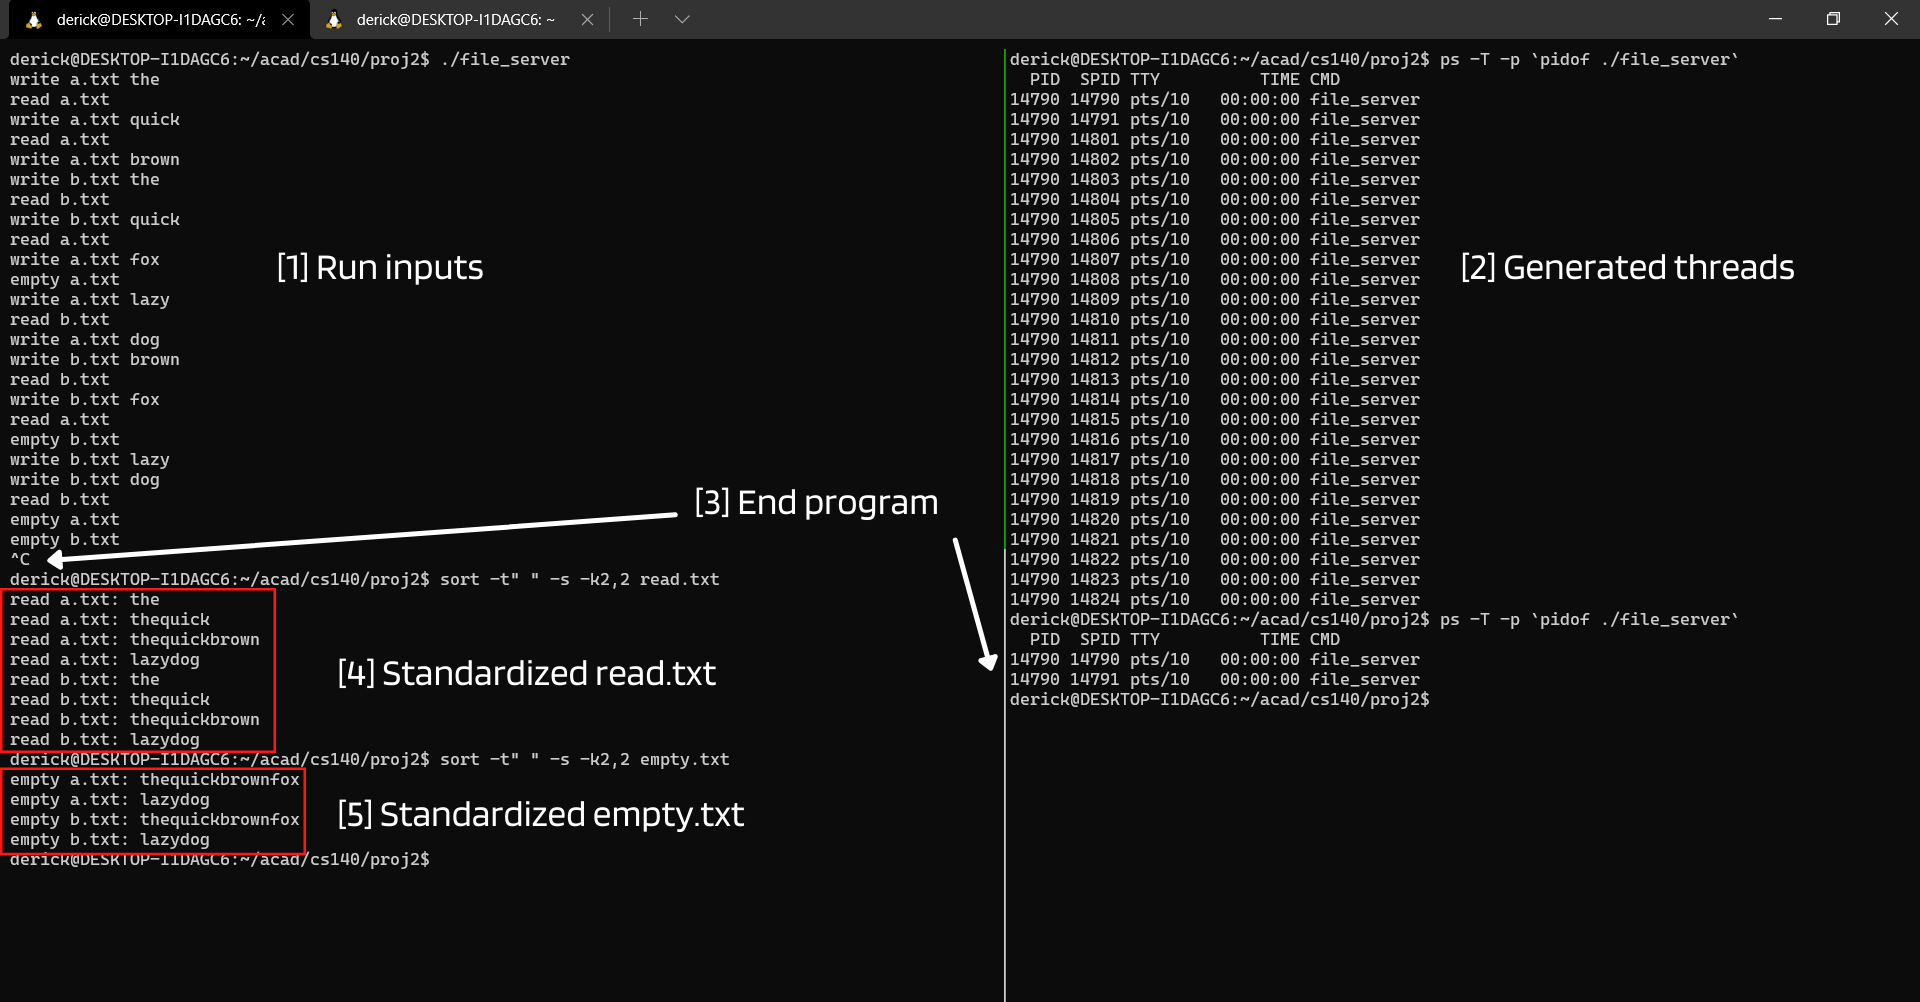 derick@DESKTOP-I1DAGC6: ~/a
derick@DESKTOP-I1DAGC6: ~
derick@DESKTOP-I1DAGC6:~/acad/cs140/proj2$ ./file_server
write a.txt the
read a.txt
write a.txt quick
read a.txt
write a.txt brown
write b.txt the
read b.txt
write b.txt quick
read a.txt
write a.txt fox
empty a.txt
write a.txt lazy
read b.txt
write a.txt dog
write b.txt brown
read b.txt
write b.txt fox
read a.txt
empty b.txt
write b.txt lazy
write b.txt dog
read b.txt
empty a.txt
empty b.txt
^C
derick@DESKTOP-I1DAGC6:~/acad/cs140/proj2$ sort -t" " -s -k2,2 read.txt
read a.txt: the
read a.txt: thequick
read a.txt: thequickbrown
read a.txt: lazydog
read b.txt: the
read b.txt: thequick
read b.txt: thequickbrown
read b.txt: lazydog
derick@DESKTOP-I1DAGC6:~/acad/cs140/proj2$ sort -t" " -s -k2,2 empty.txt
empty a.txt: thequickbrownfox
empty a.txt: lazydog
empty b.txt: thequickbrownfox
empty b.txt: lazydog
derick@DESKTOP-I1DAGC6:~/acad/cs140/proj2$
[1] Run inputs
[3] End program
[4] Standardized read.txt
[5] Standardized empty.txt
derick@DESKTOP-I1DAGC6:~/acad/cs140/proj2$ ps -T -p `pidof ./file_server`
PID SPID TTY TIME CMD
14790 14790 pts/10 00:00:00 file_server
14790 14791 pts/10 00:00:00 file_server
14790 14801 pts/10 00:00:00 file_server
14790 14802 pts/10 00:00:00 file_server
14790 14803 pts/10 00:00:00 file_server
14790 14804 pts/10 00:00:00 file_server
14790 14805 pts/10 00:00:00 file_server
14790 14806 pts/10 00:00:00 file_server
14790 14807 pts/10 00:00:00 file_server
14790 14808 pts/10 00:00:00 file_server
14790 14809 pts/10 00:00:00 file_server
14790 14810 pts/10 00:00:00 file_server
14790 14811 pts/10 00:00:00 file_server
14790 14812 pts/10 00:00:00 file_server
14790 14813 pts/10 00:00:00 file_server
14790 14814 pts/10 00:00:00 file_server
14790 14815 pts/10 00:00:00 file_server
14790 14816 pts/10 00:00:00 file_server
14790 14817 pts/10 00:00:00 file_server
14790 14818 pts/10 00:00:00 file_server
14790 14819 pts/10 00:00:00 file_server
14790 14820 pts/10 00:00:00 file_server
14790 14821 pts/10 00:00:00 file_server
14790 14822 pts/10 00:00:00 file_server
14790 14823 pts/10 00:00:00 file_server
14790 14824 pts/10 00:00:00 file_server
derick@DESKTOP-I1DAGC6:~/acad/cs140/proj2$ ps -T -p `pidof ./file_server`
PID SPID TTY TIME CMD
14790 14790 pts/10 00:00:00 file_server
14790 14791 pts/10 00:00:00 file_server
derick@DESKTOP-I1DAGC6:~/acad/cs140/proj2$
[2] Generated threads